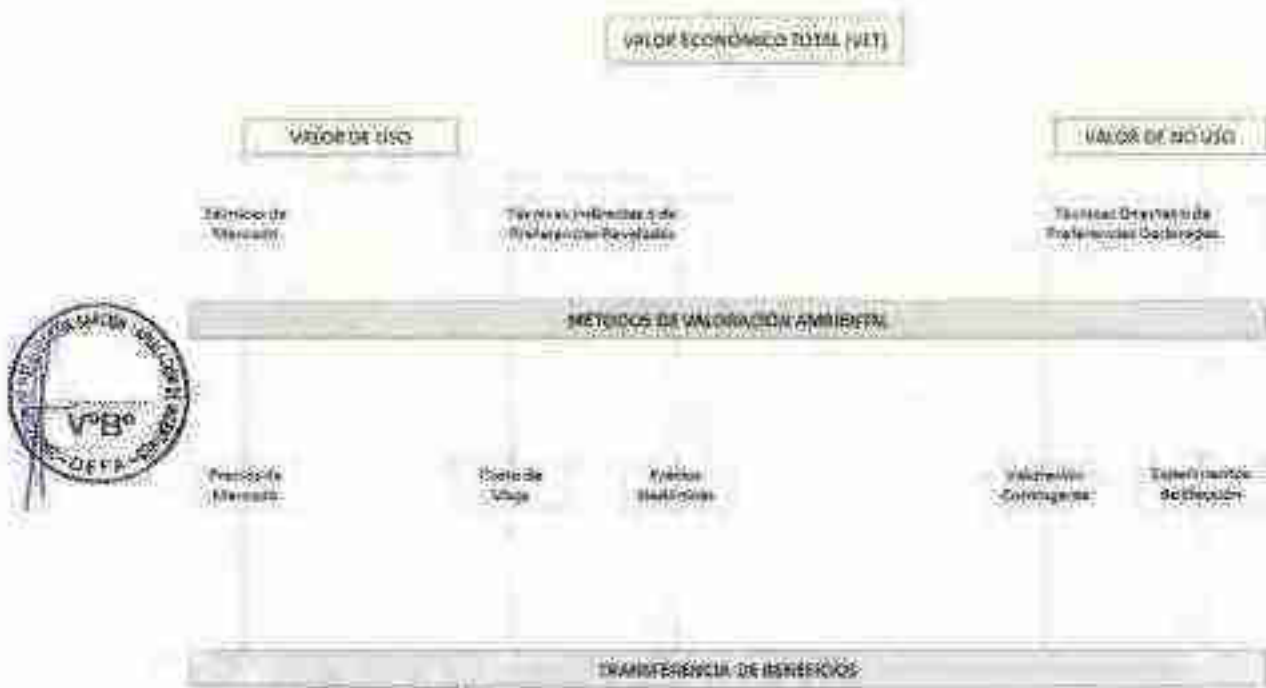 VALOR ECONÓMICO TOTAL (VET)
VALOR DE USO
VALOR DE NO USO
Técnicas de
Mercado
Técnicas Indirectas o de
Preferencias Reveladas
Técnicas Directas o de
Preferencias Declaradas
MÉTODOS DE VALORACIÓN AMBIENTAL
VºBº
OEFA
Precios de
Mercado
Costo de
Viaje
Precios
Hedónicos
Valoración
Contingente
Experimentos
de Elección
TRANSFERENCIA DE BENEFICIOS